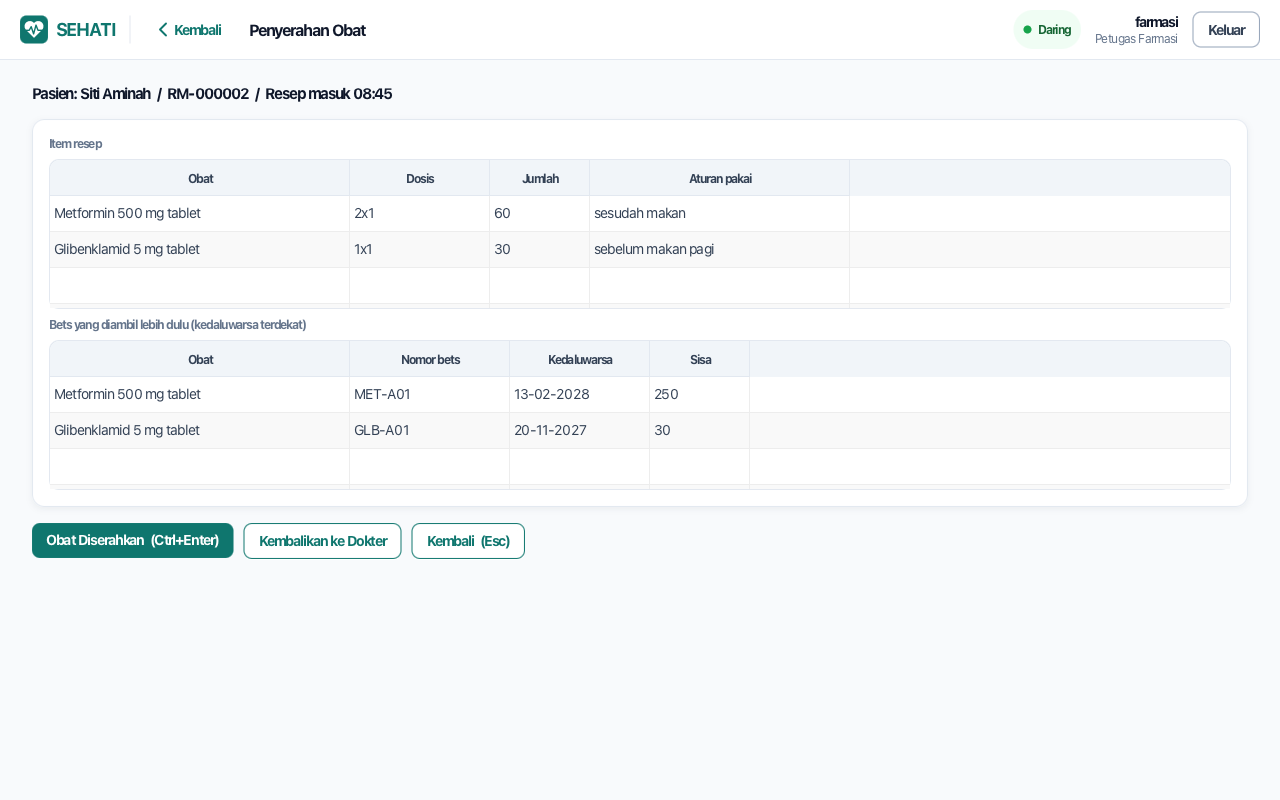 SEHATI
Kembali
Penyerahan Obat
Daring
farmasi
Petugas Farmasi
Keluar
Pasien: Siti Aminah / RM-000002 / Resep masuk 08:45
Item resep
Obat Dosis Jumlah Aturan pakai
Metformin 500 mg tablet 2x1 60 sesudah makan
Glibenklamid 5 mg tablet 1x1 30 sebelum makan pagi
Bets yang diambil lebih dulu (kedaluwarsa terdekat)
Obat Nomor bets Kedaluwarsa Sisa
Metformin 500 mg tablet MET-A01 13-02-2028 250
Glibenklamid 5 mg tablet GLB-A01 20-11-2027 30
Obat Diserahkan (Ctrl+Enter) Kembalikan ke Dokter Kembali (Esc)